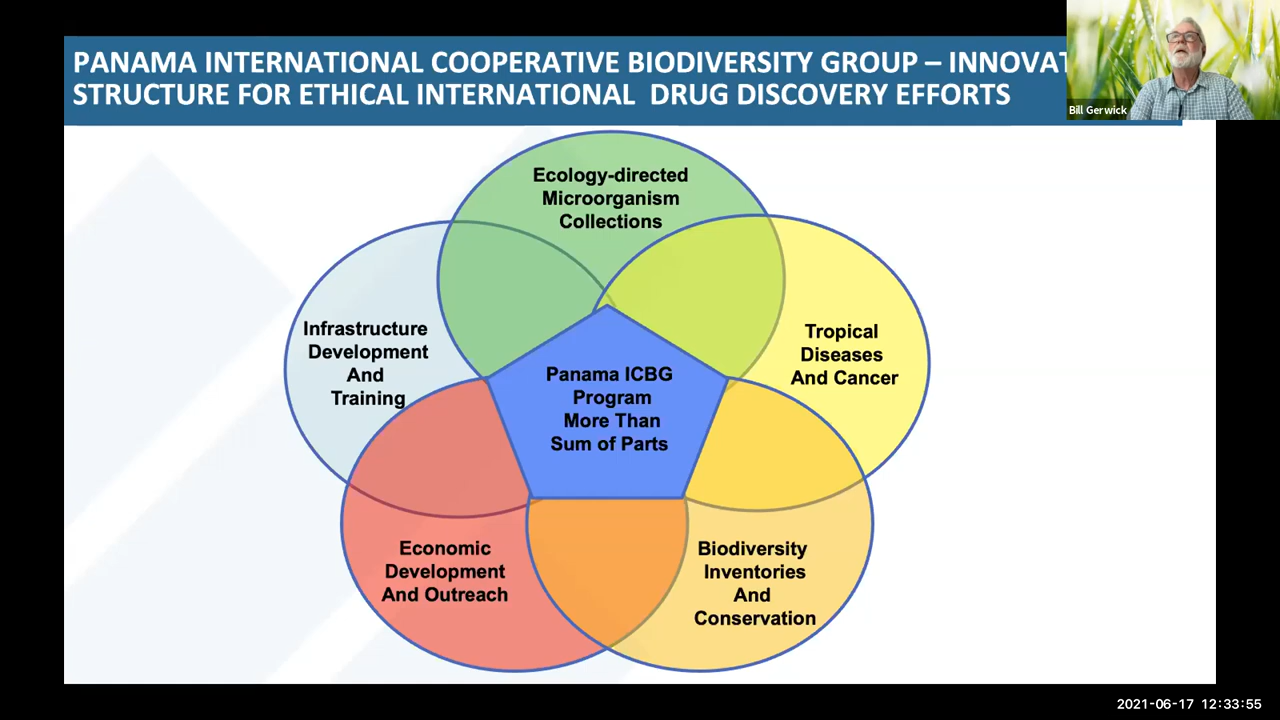 PANAMA INTERNATIONAL COOPERATIVE BIODIVERSITY GROUP – INNOVAT
STRUCTURE FOR ETHICAL INTERNATIONAL DRUG DISCOVERY EFFORTS
Bill Gerwick
Ecology-directed
Microorganism
Collections
Infrastructure
Development
And
Training
Tropical
Diseases
And Cancer
Panama ICBG
Program
More Than
Sum of Parts
Economic
Development
And Outreach
Biodiversity
Inventories
And
Conservation
2021-06-17 12:33:55